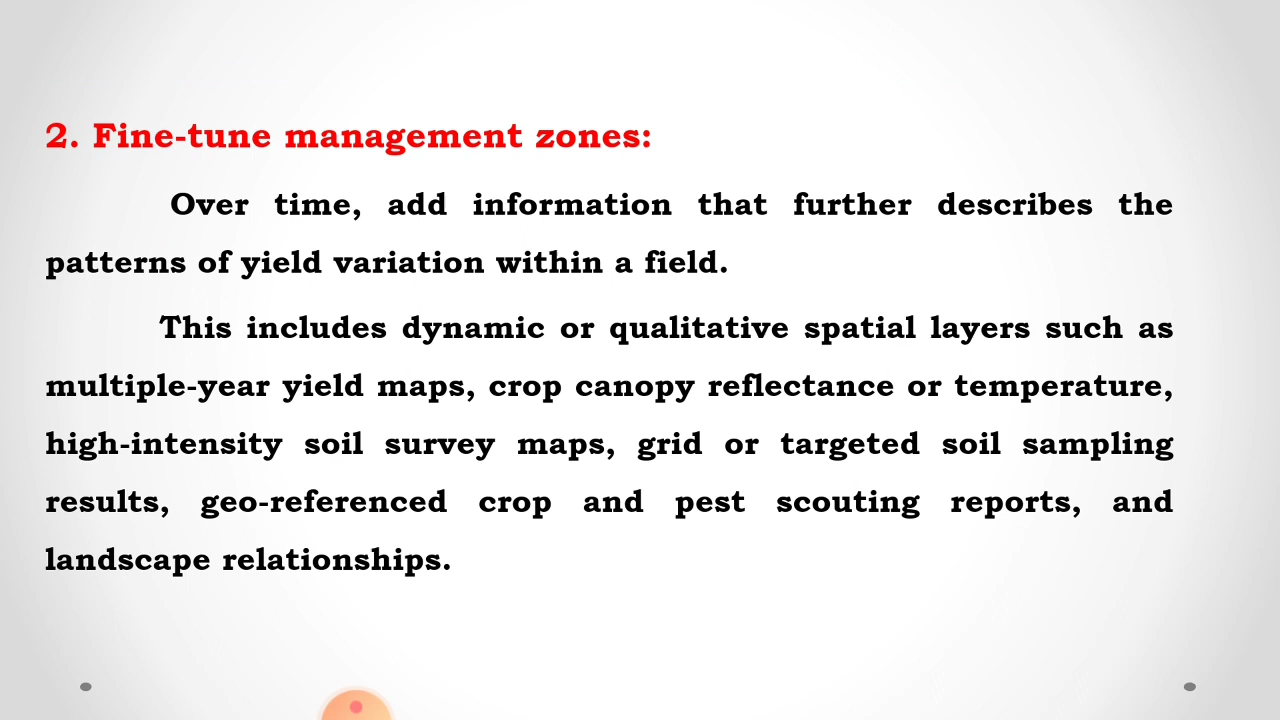 2. Fine-tune management zones:
Over time, add information that further describes the
patterns of yield variation within a field.
This includes dynamic or qualitative spatial layers such as
multiple-year yield maps, crop canopy reflectance or temperature,
high-intensity soil survey maps, grid or targeted soil sampling
results, geo-referenced crop and pest scouting reports, and
landscape relationships.